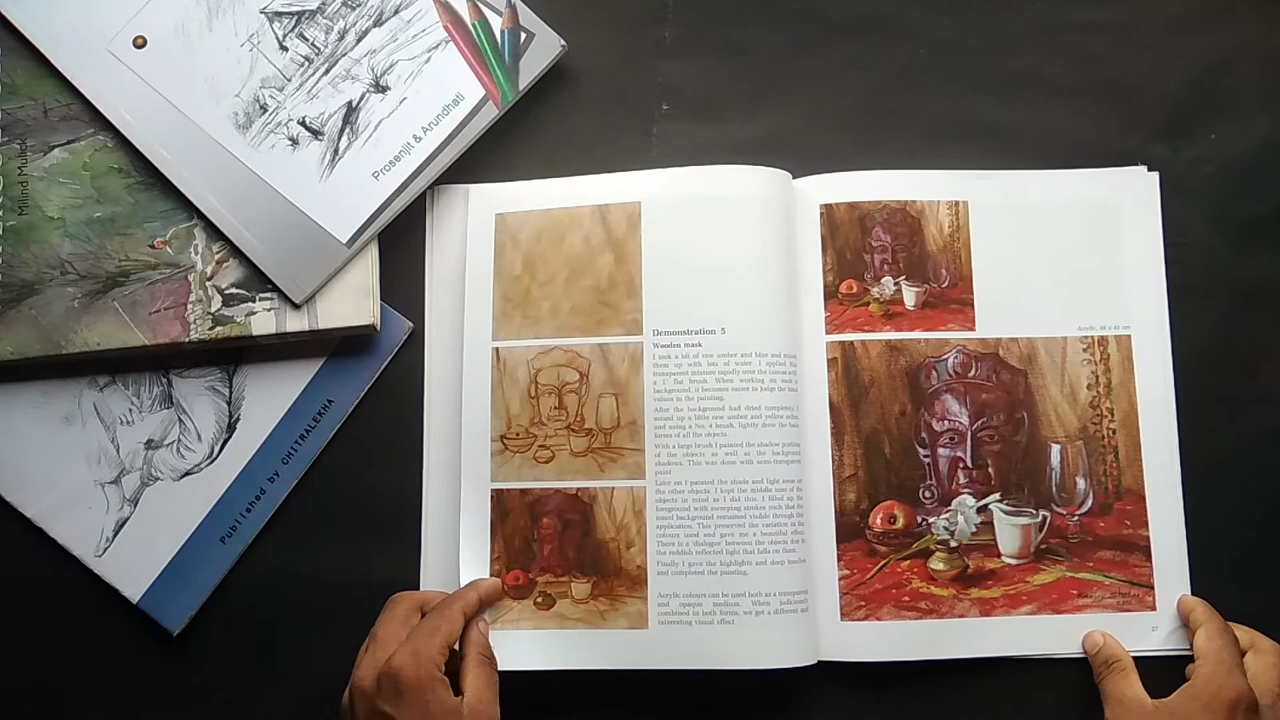 Prosenjit & Arundhati
Milind Mulick
Published by CHITRALEKHA
Demonstration 5
Wooden mask
I took a bit of raw umber and blue and mixed
them up with lots of water. I applied this
transparent mixture rapidly over the canvas with
a 1" flat brush. When working on such a
background, it becomes easier to judge the tonal
values in the painting.
After the background had dried completely, I
mixed up a little raw umber and yellow ochre
and using a No. 4 brush, lightly drew the basic
forms of all the objects.
With a large brush I painted the shadow portions
of the objects as well as the background
shadows. This was done with semi-transparent
paint
Later on I painted the shade and light areas of
the other objects. I kept the middle tone of the
objects in mind as I did this. I filled up the
foreground with sweeping strokes such that the
toned background remained visible through this
application. This preserved the variation in the
colours used and gave me a beautiful effect.
There is a 'dialogue' between the objects due to
the reddish reflected light that falls on them.
Finally I gave the highlights and deep touches
and completed the painting.
Acrylic colours can be used both as a transparent
and opaque medium. When judiciously
combined in both forms, we get a different and
interesting visual effect
Acrylic, 46 x 41 cm
27